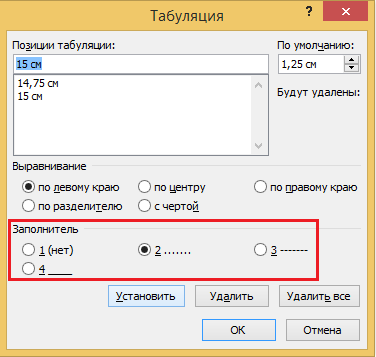 Табуляция
? ×
Позиции табуляции:
По умолчанию:
15 см
1,25 см
14,75 см
15 см
Будут удалены:
Выравнивание
по левому краю
по центру
по правому краю
по разделителю
с чертой
Заполнитель
1 (нет)
2 .......
3 -------
4 ____
Установить
Удалить
Удалить все
ОК
Отмена